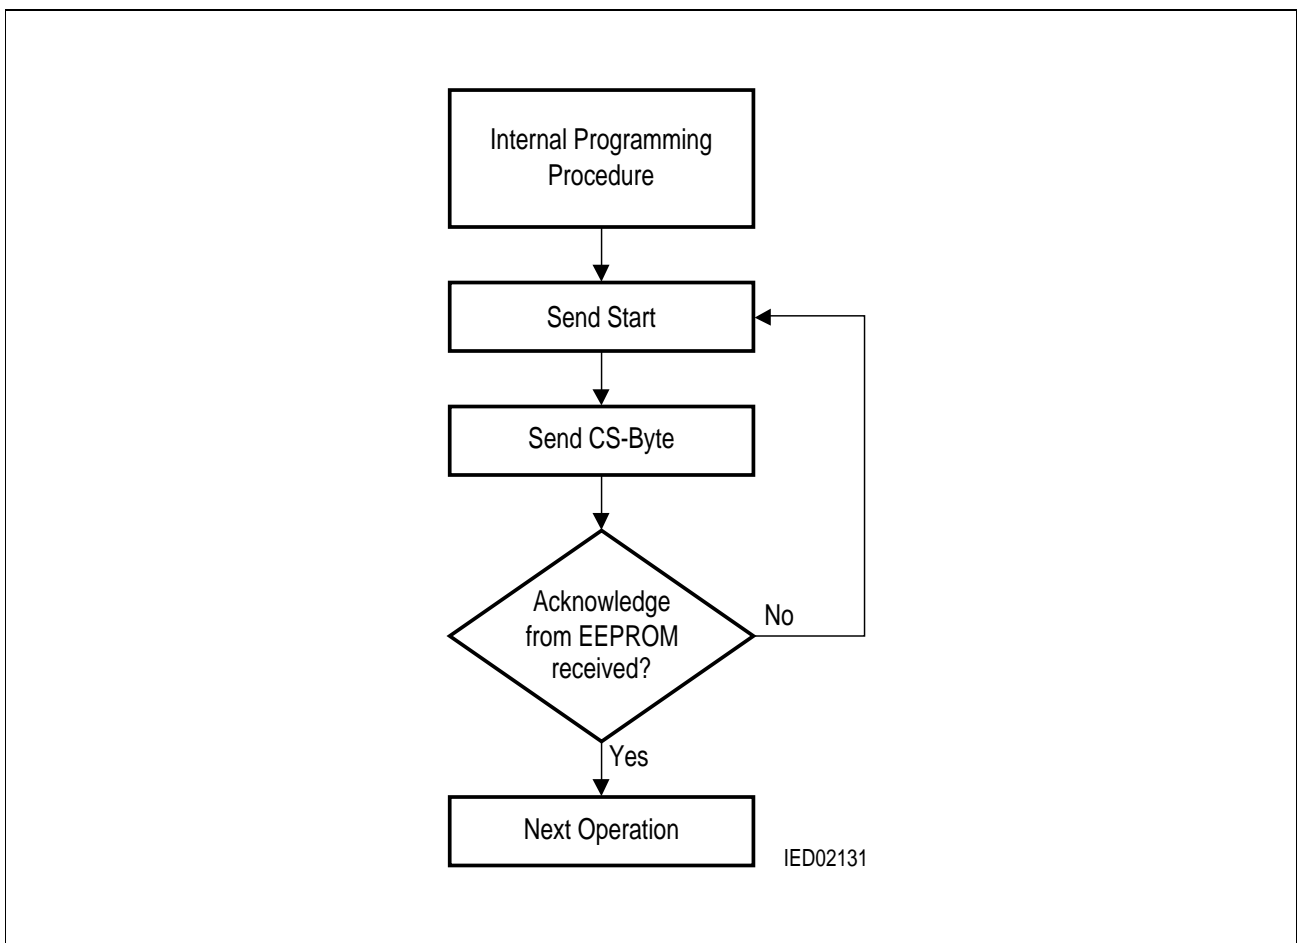 Internal Programming
Procedure
Send Start
Send CS-Byte
Acknowledge
from EEPROM
received?
No
Yes
Next Operation
IED02131